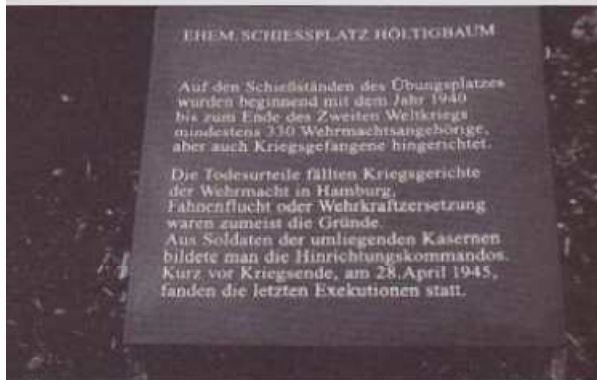 EHEM. SCHIESSPLATZ HÖLTIGBAUM
Auf den Schießständen des Übungsplatzes
wurden beginnend mit dem Jahr 1940
bis zum Ende des Zweiten Weltkriegs
mindestens 330 Wehrmachtsangehörige,
aber auch Kriegsgefangene hingerichtet.
Die Todesurteile fällten Kriegsgerichte
der Wehrmacht in Hamburg,
Fahnenflucht oder Wehrkraftzersetzung
waren zumeist die Gründe.
Aus Soldaten der umliegenden Kasernen
bildete man die Hinrichtungskommandos.
Kurz vor Kriegsende, am 28.April 1945,
fanden die letzten Exekutionen statt.